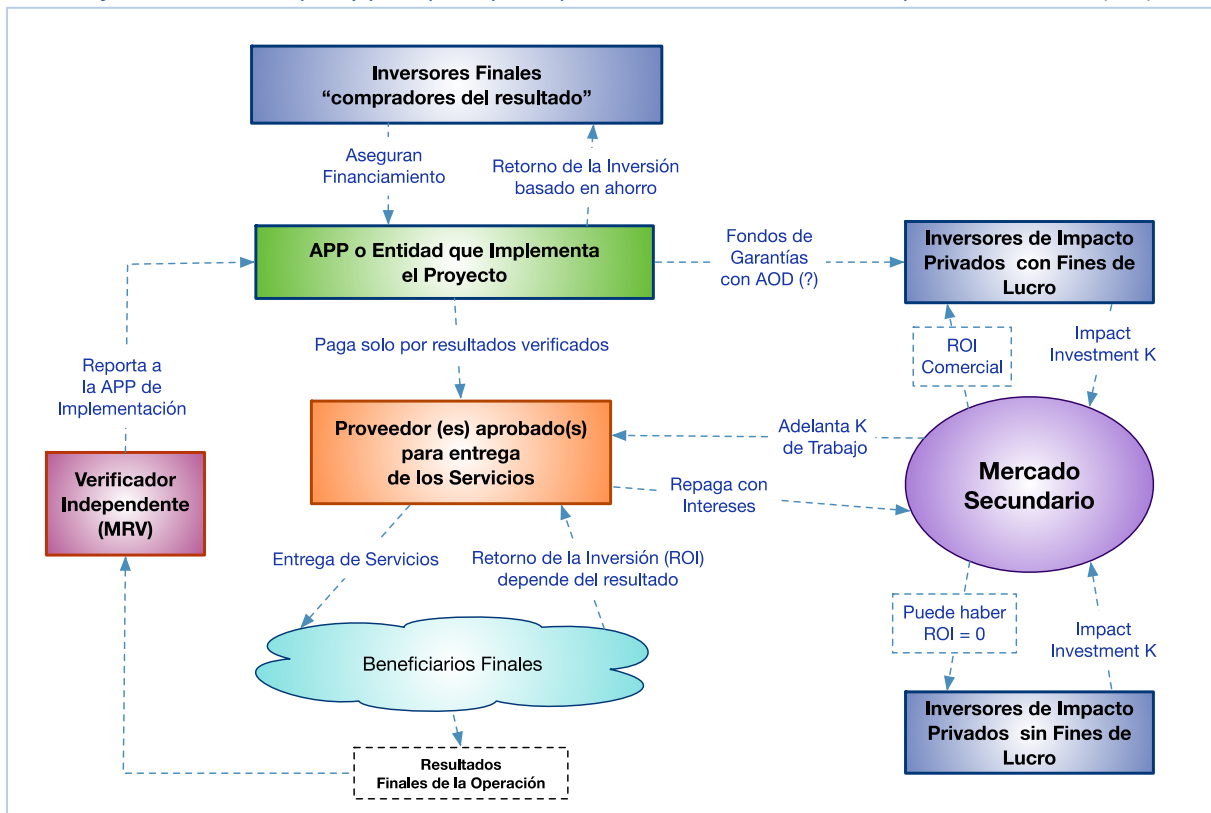 Inversores Finales
“compradores del resultado”
Aseguran
Financiamiento
Retorno de la Inversión
basado en ahorro
APP o Entidad que Implementa
el Proyecto
Fondos de
Garantías
con AOD (?)
Inversores de Impacto
Privados con Fines de
Lucro
Paga solo por resultados verificados
ROI
Comercial
Impact
Investment K
Reporta a
la APP de
Implementación
Proveedor (es) aprobado(s)
para entrega
de los Servicios
Adelanta K
de Trabajo
Repaga con
Intereses
Mercado
Secundario
Verificador
Independente
(MRV)
Entrega de Servicios
Retorno de la Inversión (ROI)
depende del resultado
Puede haber
ROI = 0
Impact
Investment K
Beneficiarios Finales
Inversores de Impacto
Privados sin Fines de
Lucro
Resultados
Finales de la Operación